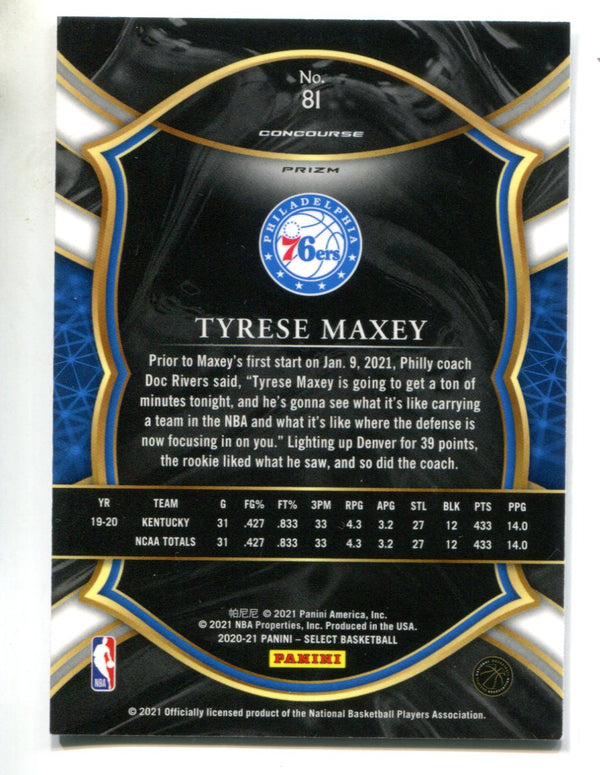 No.
81
CONCOURSE
PRIZM
PHILADELPHIA
76ers
TYRESE MAXEY
Prior to Maxey's first start on Jan. 9, 2021, Philly coach
Doc Rivers said, “Tyrese Maxey is going to get a ton of
minutes tonight, and he's gonna see what it's like carrying
a team in the NBA and what it's like where the defense is
now focusing in on you.” Lighting up Denver for 39 points,
the rookie liked what he saw, and so did the coach.
YR TEAM G FG% FT% 3PM RPG APG STL BLK PTS PPG
19-20 KENTUCKY 31 .427 .833 33 4.3 3.2 27 12 433 14.0
NCAA TOTALS 31 .427 .833 33 4.3 3.2 27 12 433 14.0
帕尼尼 © 2021 Panini America, Inc.
© 2021 NBA Properties, Inc. Produced in the USA.
2020-21 PANINI – SELECT BASKETBALL
PANINI
NBA
© 2021 Officially licensed product of the National Basketball Players Association.